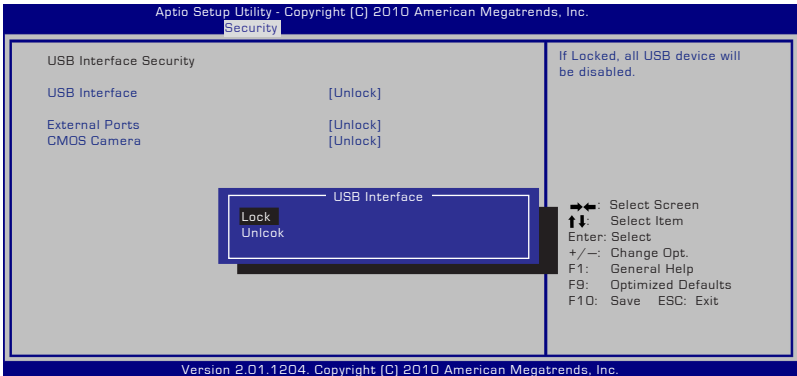 Aptio Setup Utility - Copyright (C) 2010 American Megatrends, Inc.
Security
USB Interface Security
USB Interface [Unlock]
External Ports [Unlock]
CMOS Camera [Unlock]
USB Interface
Lock
Unlcok
If Locked, all USB device will
be disabled.
→←: Select Screen
↑↓: Select Item
Enter: Select
+/—: Change Opt.
F1: General Help
F9: Optimized Defaults
F10: Save ESC: Exit
Version 2.01.1204. Copyright (C) 2010 American Megatrends, Inc.